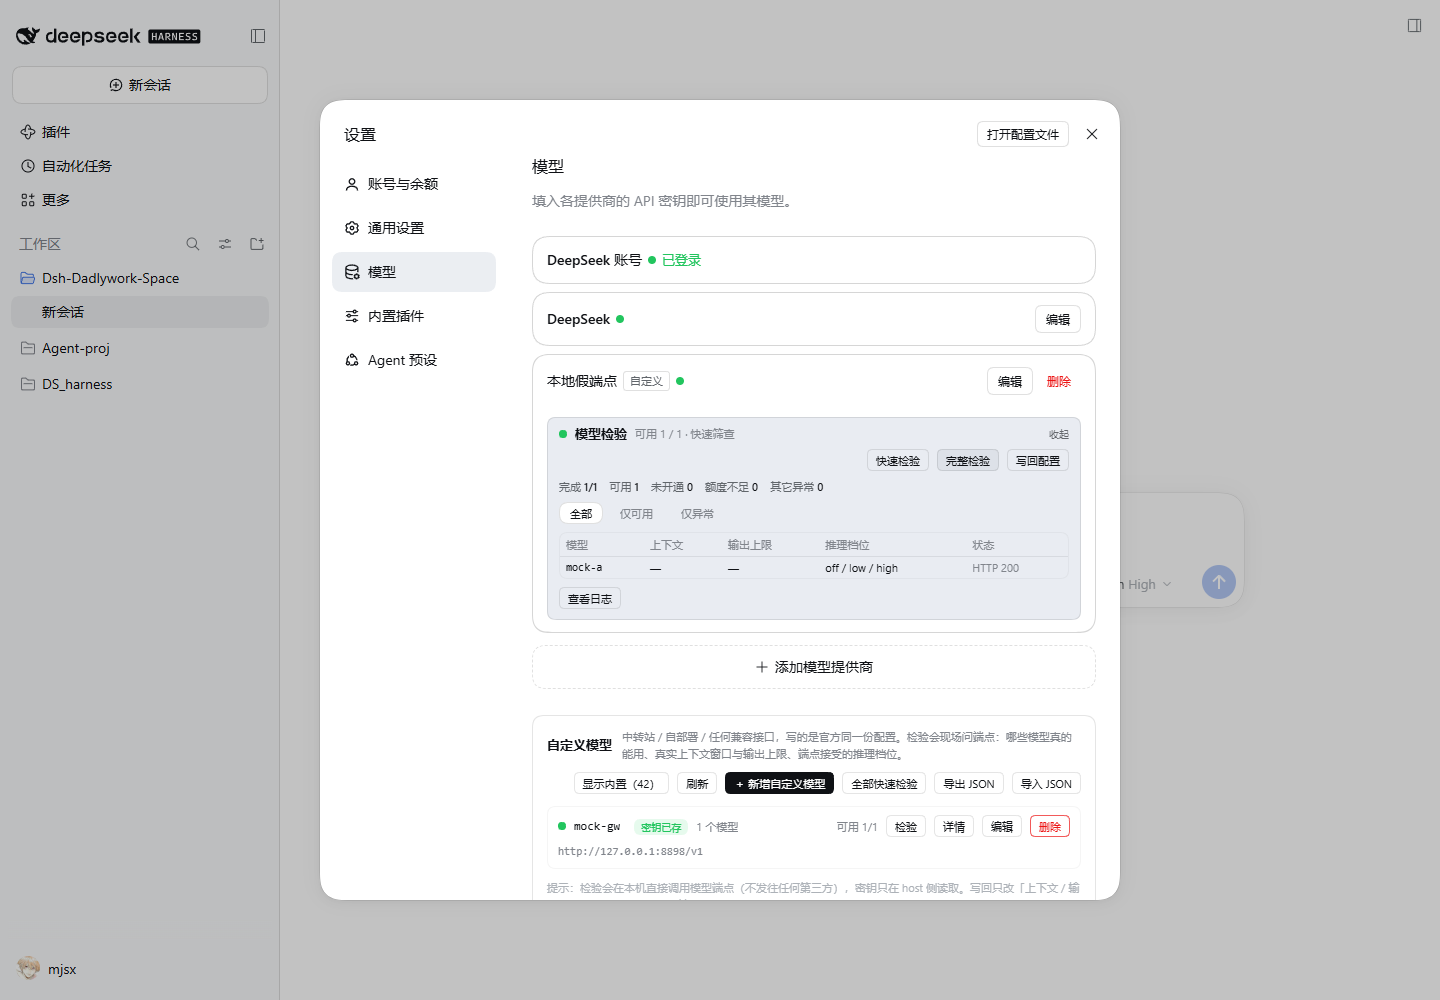 deepseek HARNESS
新会话
插件
自动化任务
更多
工作区
Dsh-Dadlywork-Space
新会话
Agent-proj
DS_harness
mjsx
设置
打开配置文件
账号与余额
通用设置
模型
内置插件
Agent 预设
模型
填入各提供商的 API 密钥即可使用其模型。
DeepSeek 账号 已登录
DeepSeek 编辑
本地假端点 自定义 编辑 删除
模型检验 可用 1 / 1 · 快速筛查 收起
快速检验 完整检验 写回配置
完成 1/1 可用 1 未开通 0 额度不足 0 其它异常 0
全部 仅可用 仅异常
模型 上下文 输出上限 推理档位 状态
mock-a — — off / low / high HTTP 200
查看日志
+ 添加模型提供商
自定义模型 中转站 / 自部署 / 任何兼容接口，写的是官方同一份配置。检验会现场问端点：哪些模型真的
能用、真实上下文窗口与输出上限、端点接受的推理档位。
显示内置（42） 刷新 + 新增自定义模型 全部快速检验 导出 JSON 导入 JSON
mock-gw 密钥已存 1 个模型 可用 1/1 检验 详情 编辑 删除
http://127.0.0.1:8898/v1
提示：检验会在本机直接调用模型端点（不发往任何第三方），密钥只在 host 侧读取。写回只改「上下文 / 输
High